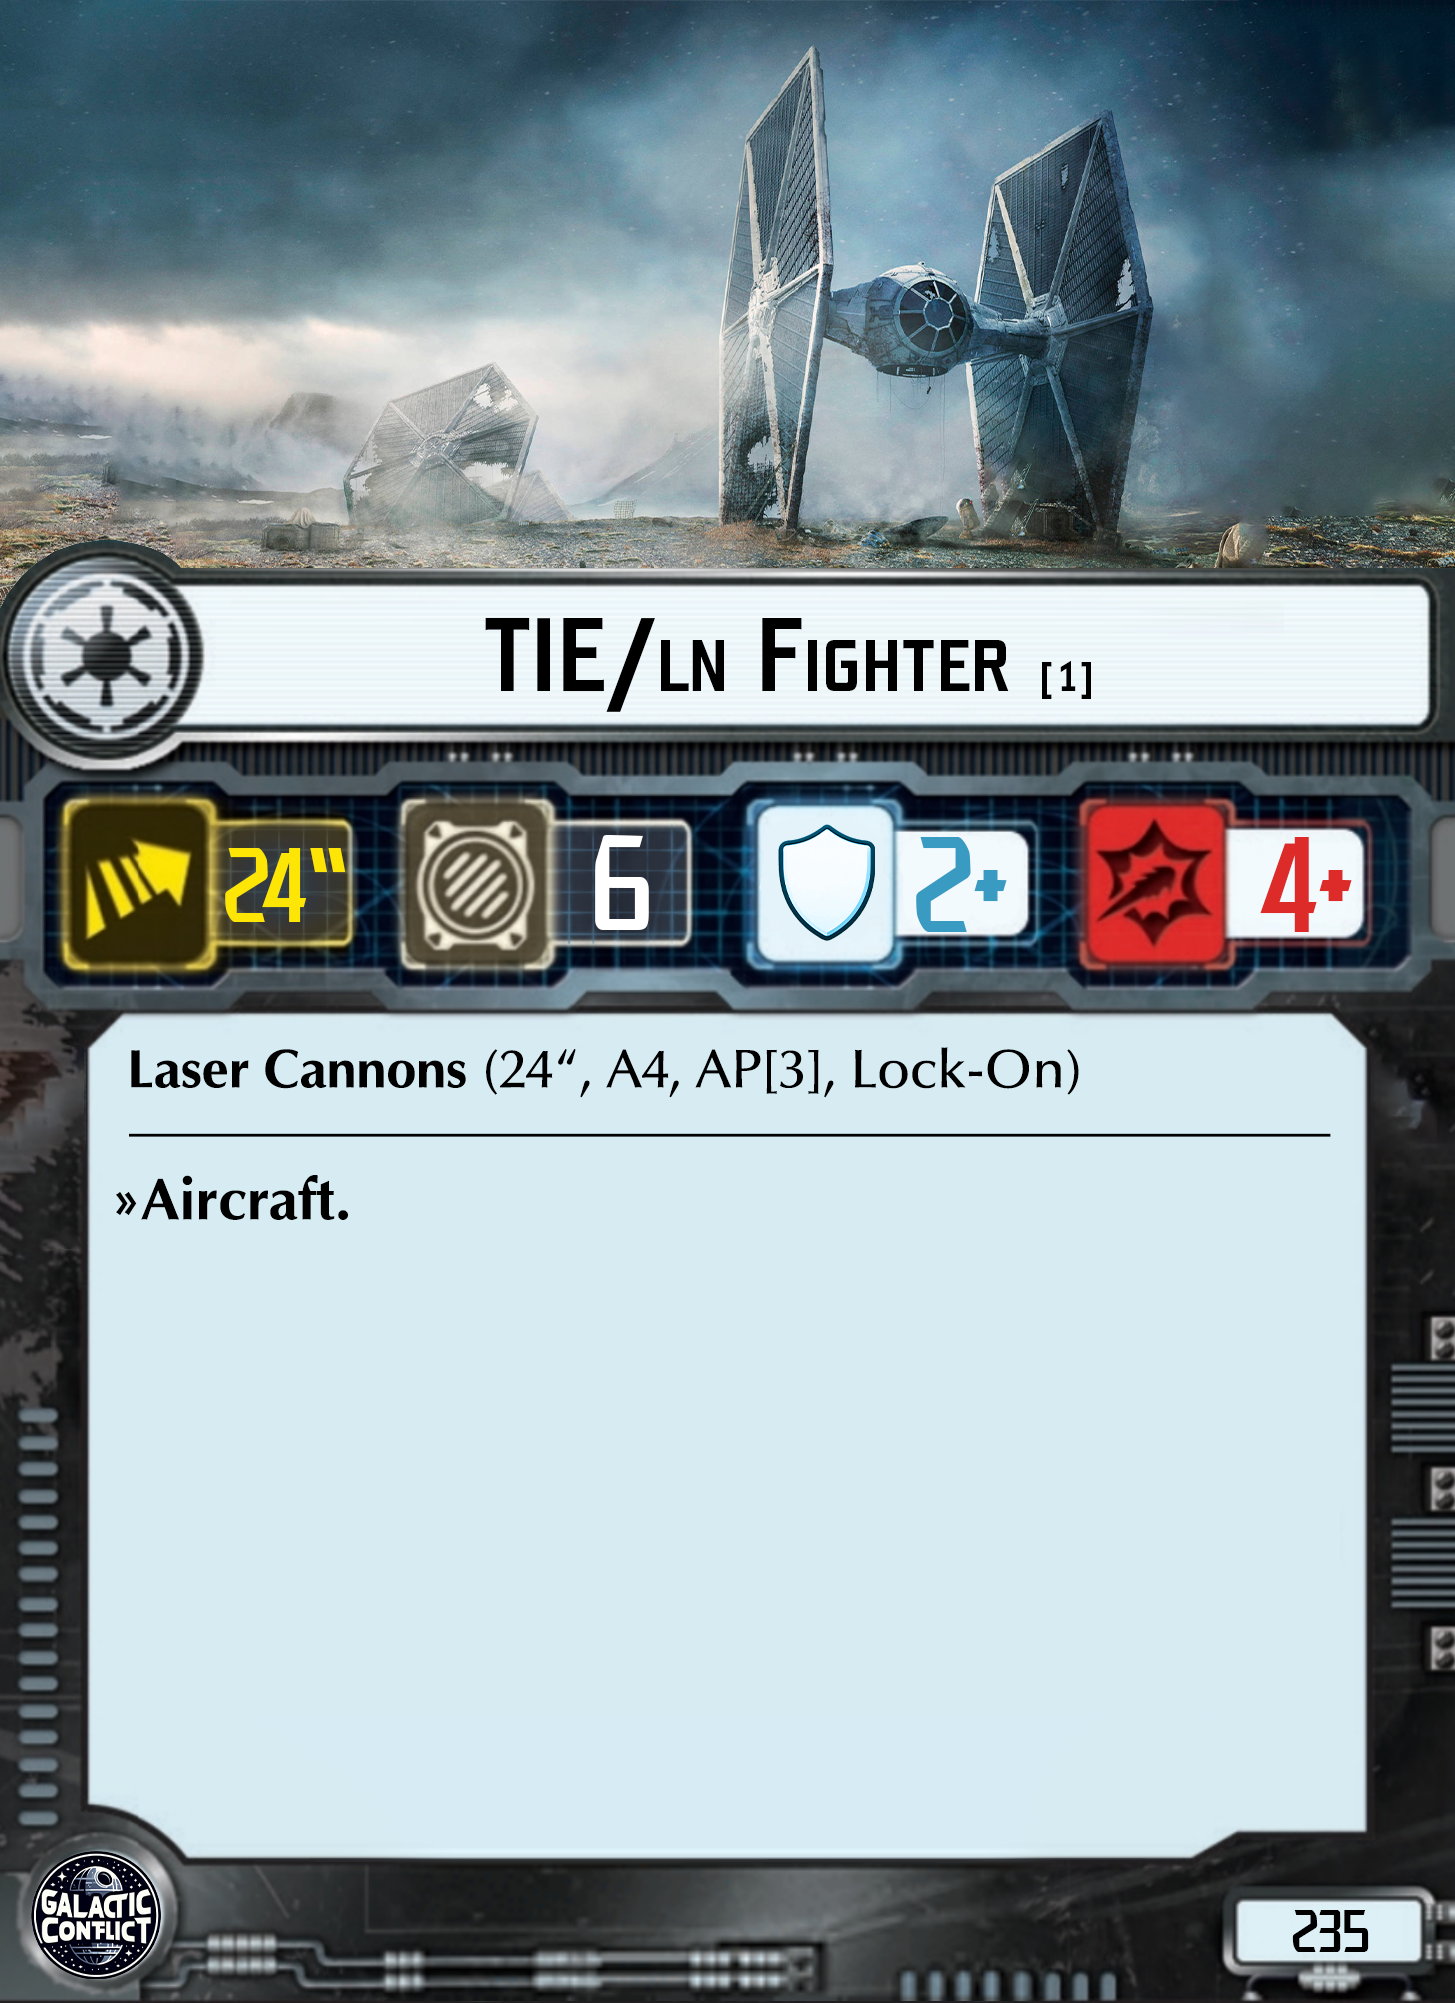 TIE/LN FIGHTER [1]
24“ 6 2+ 4+
Laser Cannons (24“, A4, AP[3], Lock-On)
»Aircraft.
GALACTIC
CONFLICT
235